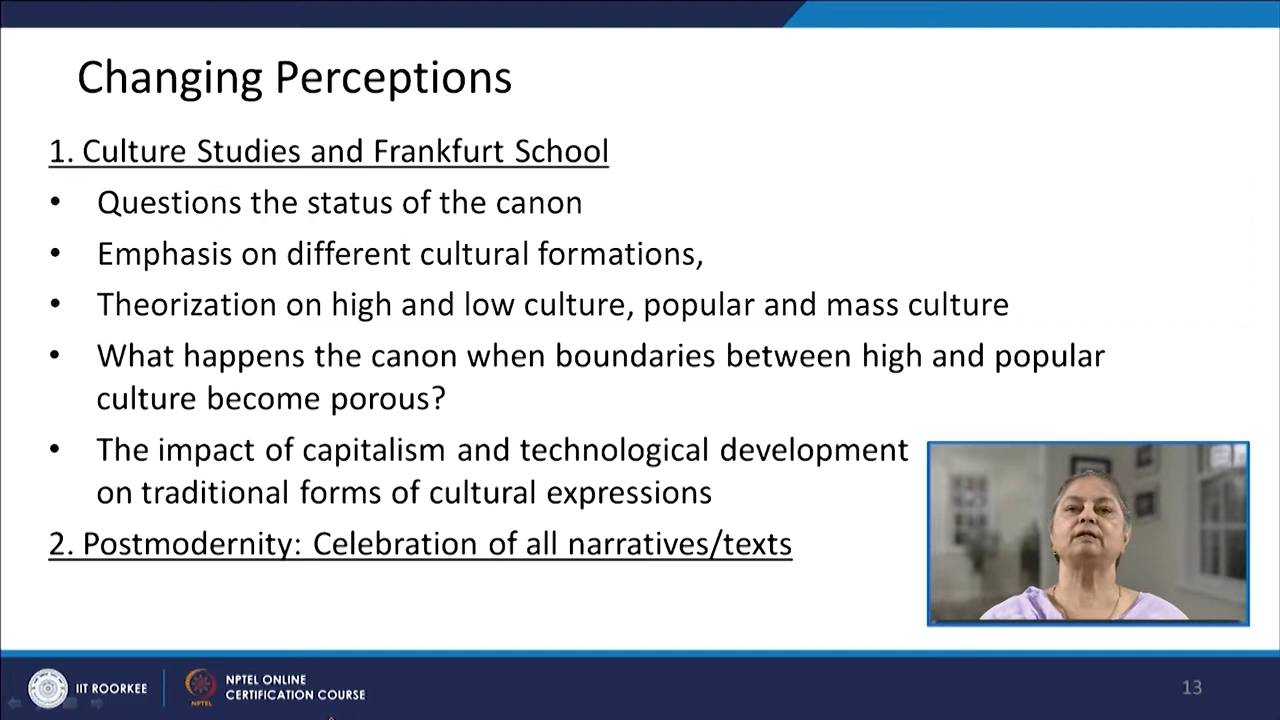 Changing Perceptions
1. Culture Studies and Frankfurt School
• Questions the status of the canon
• Emphasis on different cultural formations,
• Theorization on high and low culture, popular and mass culture
• What happens the canon when boundaries between high and popular
culture become porous?
• The impact of capitalism and technological development
on traditional forms of cultural expressions
2. Postmodernity: Celebration of all narratives/texts
IIT ROORKEE
NPTEL
NPTEL ONLINE
CERTIFICATION COURSE
13